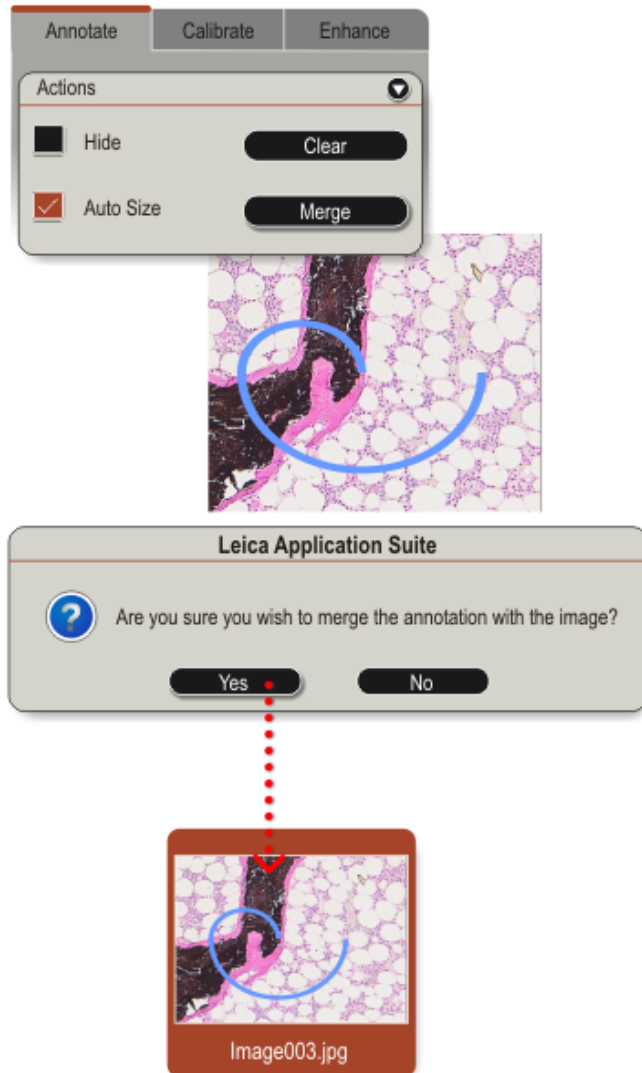 Annotate Calibrate Enhance
Actions
Hide Clear
Auto Size Merge
Leica Application Suite
Are you sure you wish to merge the annotation with the image?
Yes No
Image003.jpg